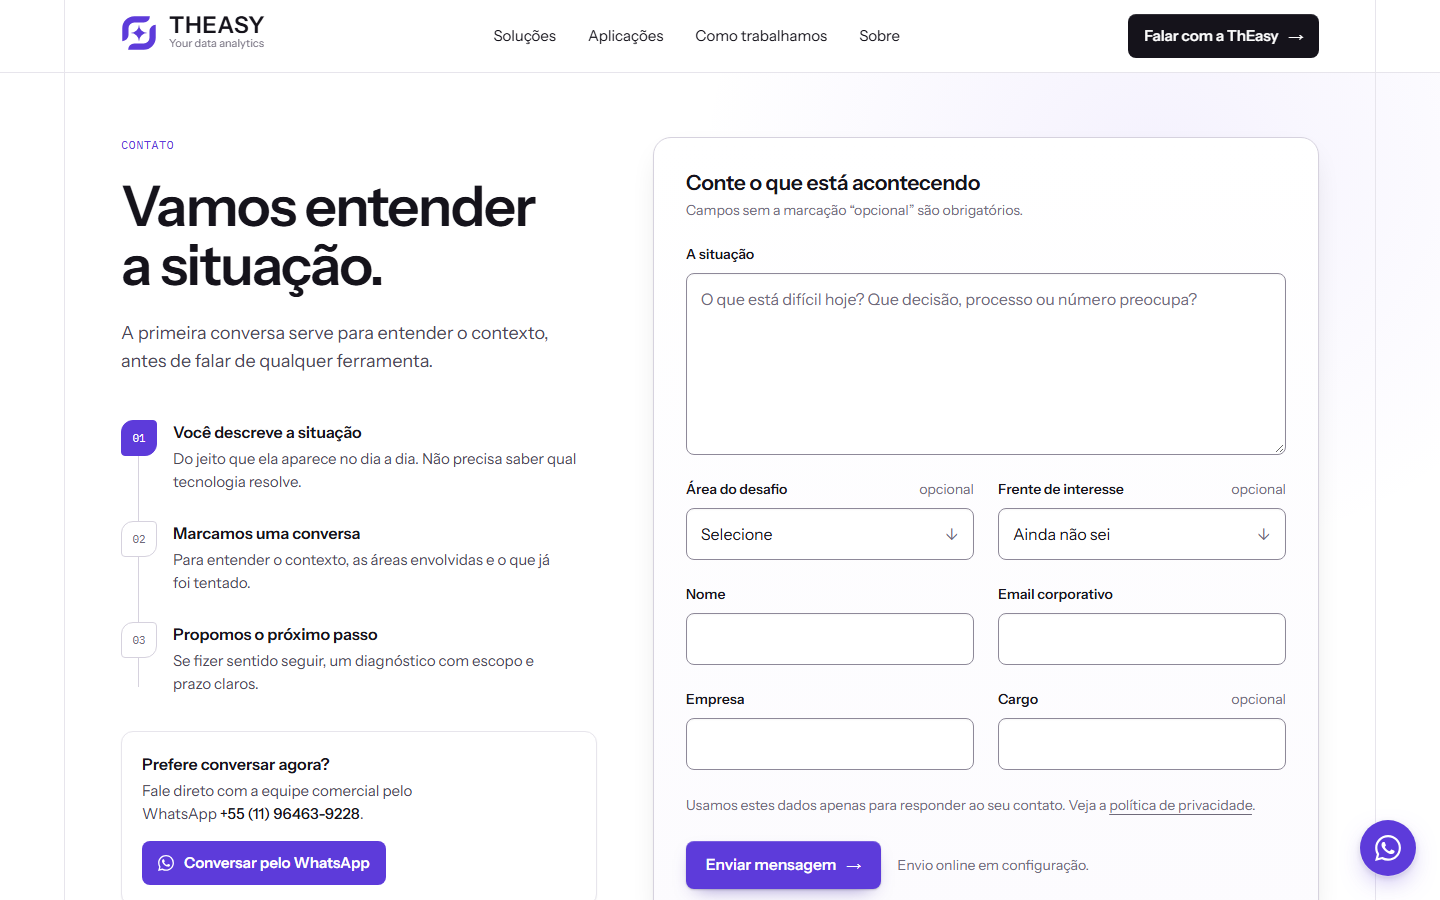 THEASY
Your data analytics
Soluções
Aplicações
Como trabalhamos
Sobre
Falar com a ThEasy →
CONTATO
Vamos entender
a situação.
A primeira conversa serve para entender o contexto,
antes de falar de qualquer ferramenta.
01
Você descreve a situação
Do jeito que ela aparece no dia a dia. Não precisa saber qual
tecnologia resolve.
02
Marcamos uma conversa
Para entender o contexto, as áreas envolvidas e o que já
foi tentado.
03
Propomos o próximo passo
Se fizer sentido seguir, um diagnóstico com escopo e
prazo claros.
Prefere conversar agora?
Fale direto com a equipe comercial pelo
WhatsApp +55 (11) 96463-9228.
Conversar pelo WhatsApp
Conte o que está acontecendo
Campos sem a marcação “opcional” são obrigatórios.
A situação
O que está difícil hoje? Que decisão, processo ou número preocupa?
Área do desafio opcional
Selecione ↓
Frente de interesse opcional
Ainda não sei ↓
Nome
Email corporativo
Empresa
Cargo opcional
Usamos estes dados apenas para responder ao seu contato. Veja a política de privacidade.
Enviar mensagem →
Envio online em configuração.